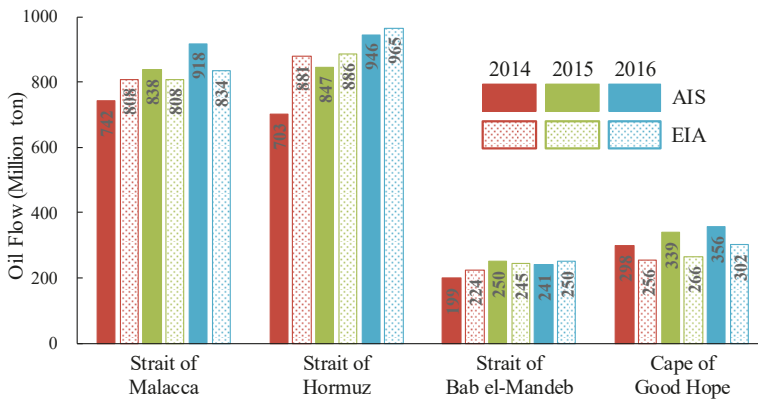 Oil Flow (Million ton)
1000
800
600
400
200
0
742
808
838
808
918
834
703
881
847
886
946
965
199
224
250
245
241
250
298
256
339
266
356
302
2014 2015 2016
AIS
EIA
Strait of
Malacca
Strait of
Hormuz
Strait of
Bab el-Mandeb
Cape of
Good Hope